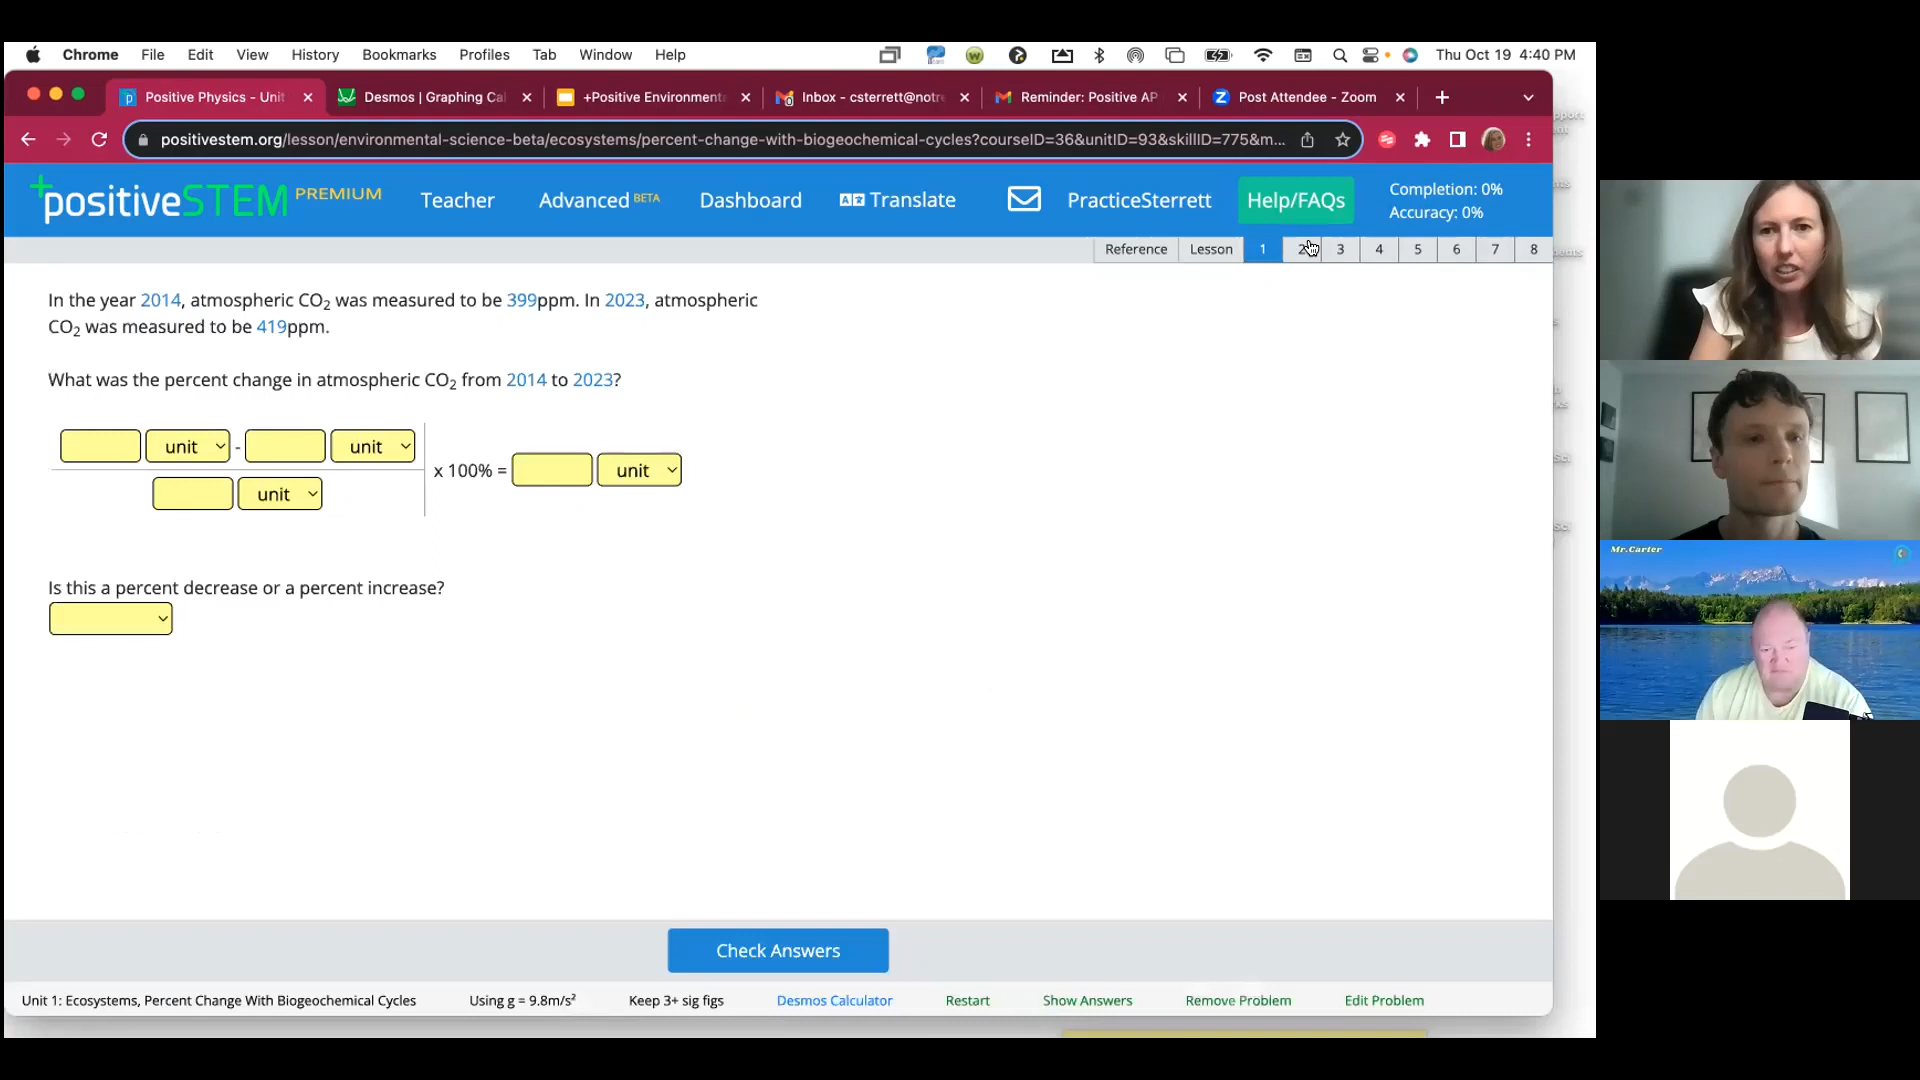 Chrome File Edit View History Bookmarks Profiles Tab Window Help Thu Oct 19 4:40 PM
Positive Physics - Unit Desmos | Graphing Cal +Positive Environment Inbox - csterrett@notre Reminder: Positive AP Post Attendee - Zoom
positivestem.org/lesson/environmental-science-beta/ecosystems/percent-change-with-biogeochemical-cycles?courseID=36&unitID=93&skillID=775&m...
+positiveSTEM PREMIUM Teacher Advanced BETA Dashboard Translate PracticeSterrett Help/FAQs
Completion: 0%
Accuracy: 0%
Reference Lesson 1 2 3 4 5 6 7 8
In the year 2014, atmospheric CO₂ was measured to be 399ppm. In 2023, atmospheric
CO₂ was measured to be 419ppm.
What was the percent change in atmospheric CO₂ from 2014 to 2023?
unit - unit
x 100% = unit
unit
Is this a percent decrease or a percent increase?
Check Answers
Unit 1: Ecosystems, Percent Change With Biogeochemical Cycles Using g = 9.8m/s² Keep 3+ sig figs Desmos Calculator Restart Show Answers Remove Problem Edit Problem
Mr.Carter